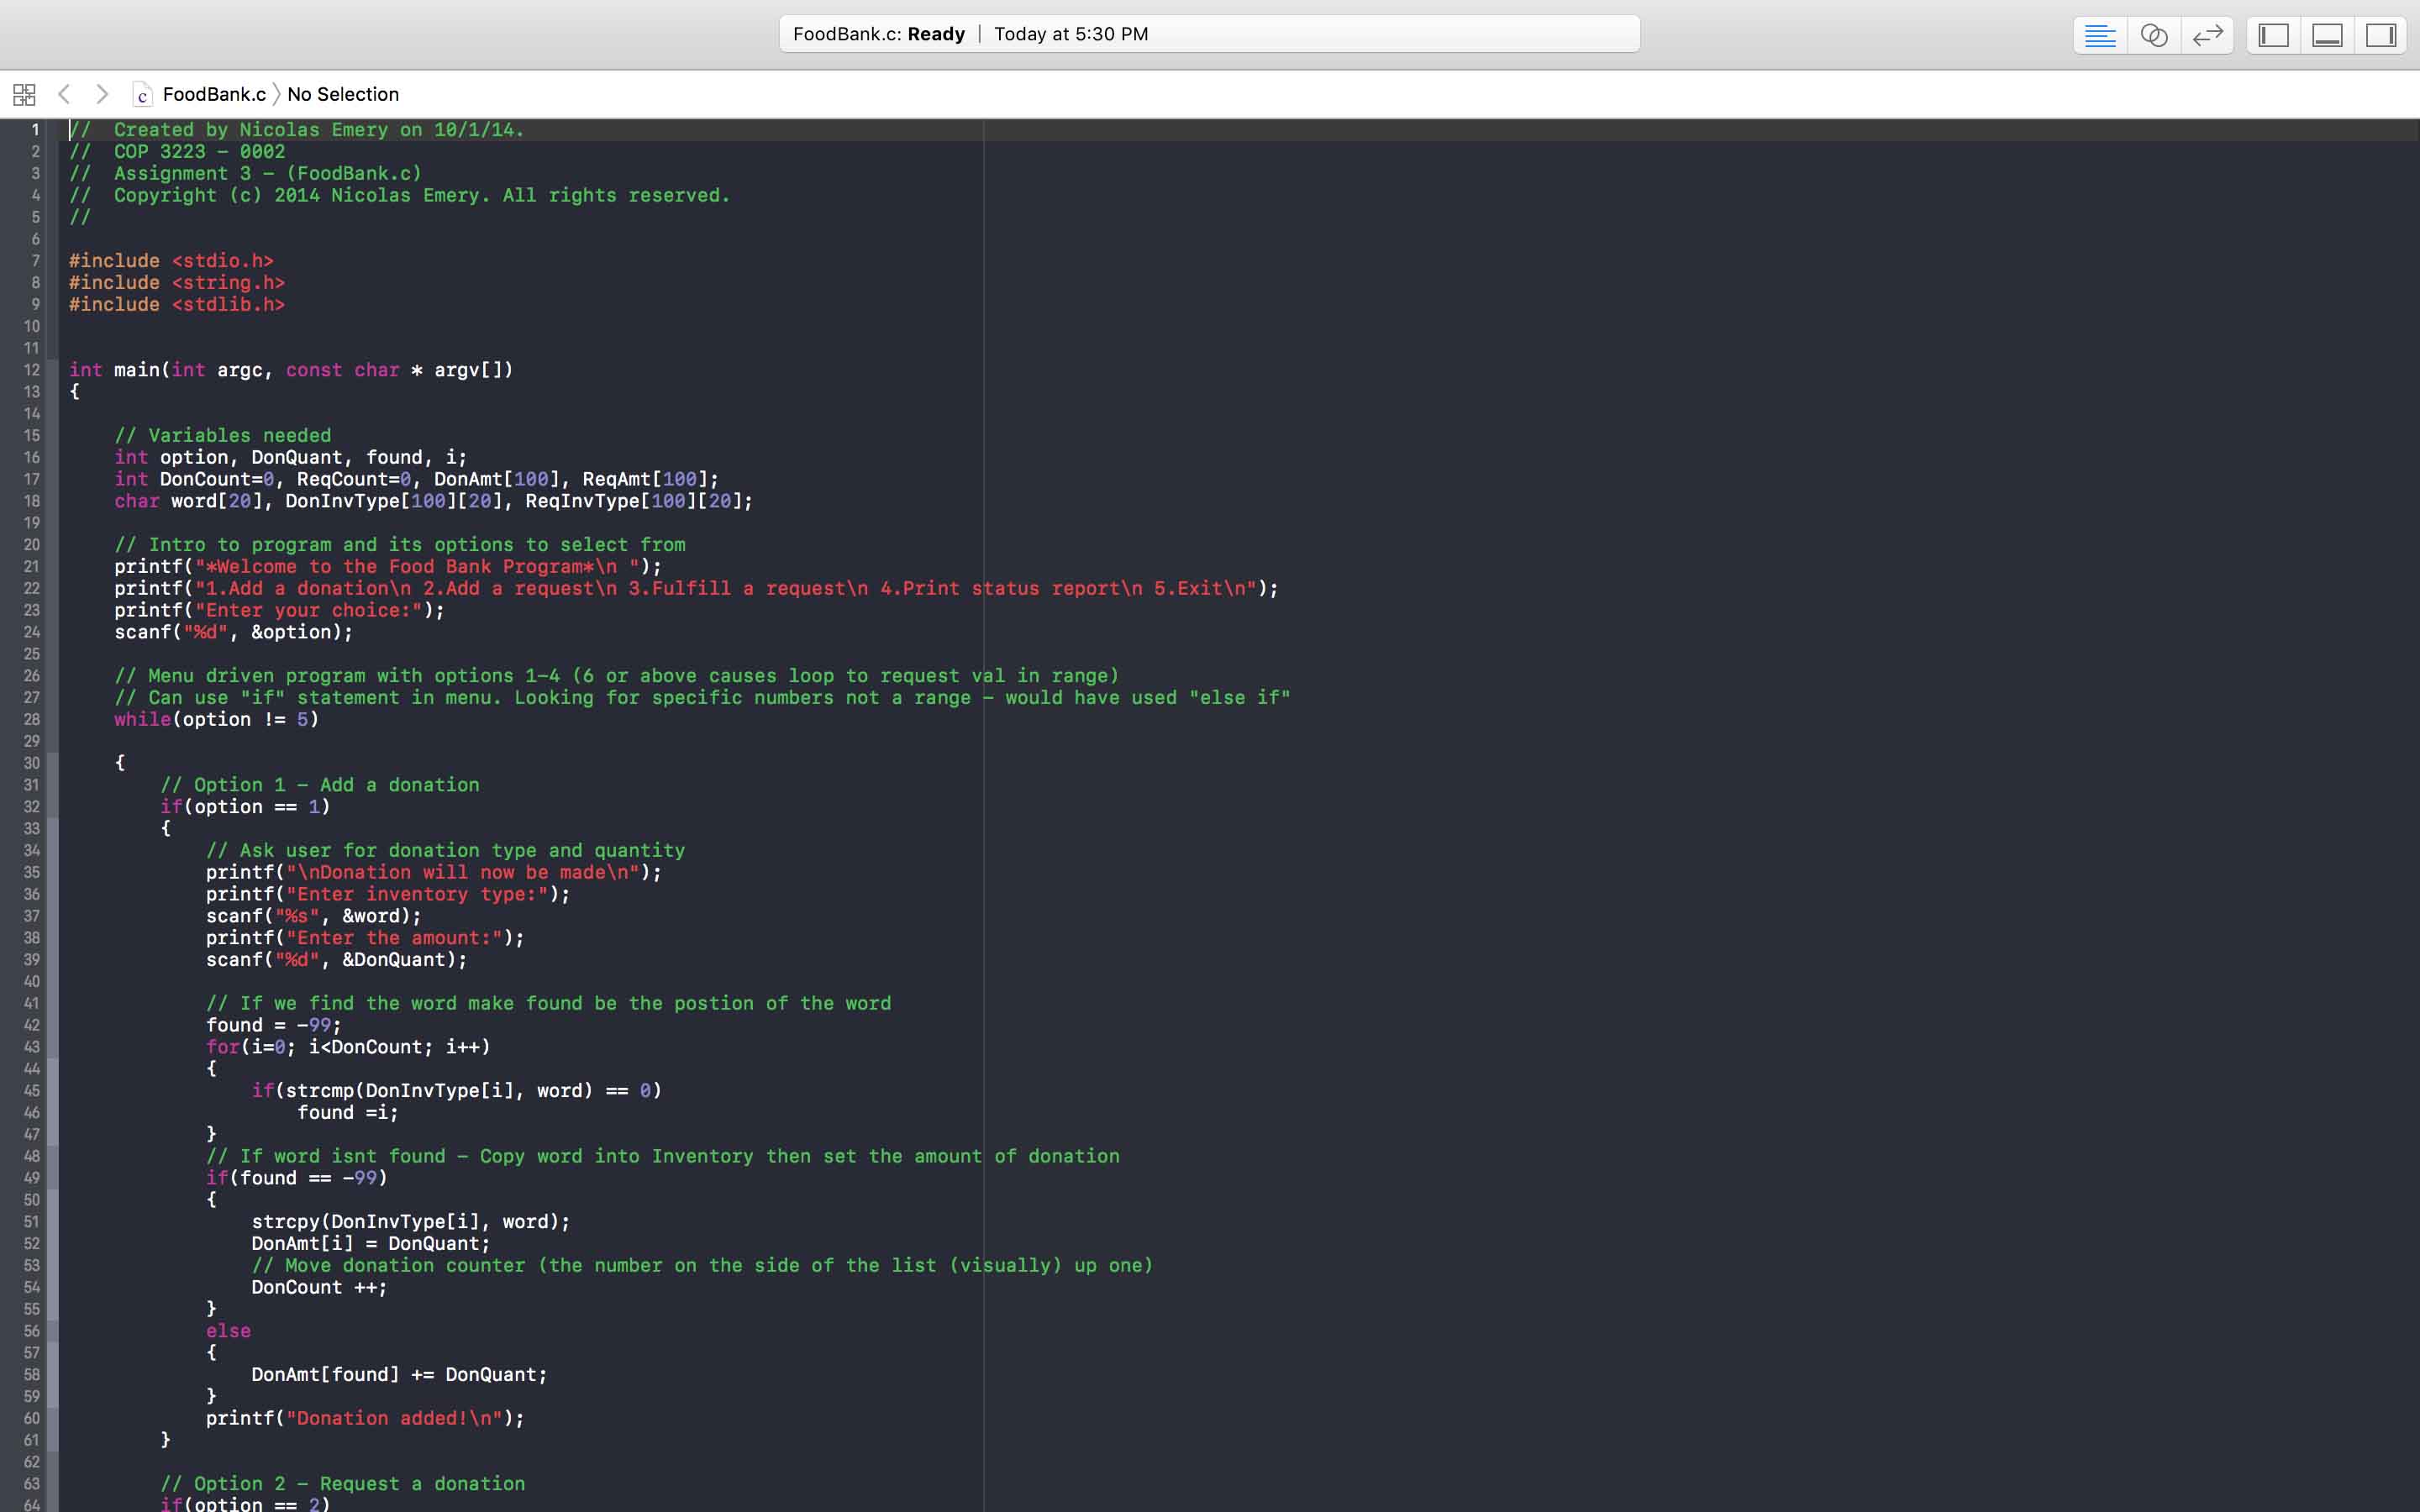 FoodBank.c: Ready | Today at 5:30 PM
FoodBank.c 〉 No Selection
1 //  Created by Nicolas Emery on 10/1/14.
2 //  COP 3223 – 0002
3 //  Assignment 3 – (FoodBank.c)
4 //  Copyright (c) 2014 Nicolas Emery. All rights reserved.
5 //
6
7 #include <stdio.h>
8 #include <string.h>
9 #include <stdlib.h>
10
11
12 int main(int argc, const char * argv[])
13 {
14
15     // Variables needed
16     int option, DonQuant, found, i;
17     int DonCount=0, ReqCount=0, DonAmt[100], ReqAmt[100];
18     char word[20], DonInvType[100][20], ReqInvType[100][20];
19
20     // Intro to program and its options to select from
21     printf("*Welcome to the Food Bank Program*\n ");
22     printf("1.Add a donation\n 2.Add a request\n 3.Fulfill a request\n 4.Print status report\n 5.Exit\n");
23     printf("Enter your choice:");
24     scanf("%d", &option);
25
26     // Menu driven program with options 1–4 (6 or above causes loop to request val in range)
27     // Can use "if" statement in menu. Looking for specific numbers not a range – would have used "else if"
28     while(option != 5)
29
30     {
31         // Option 1 – Add a donation
32         if(option == 1)
33         {
34             // Ask user for donation type and quantity
35             printf("\nDonation will now be made\n");
36             printf("Enter inventory type:");
37             scanf("%s", &word);
38             printf("Enter the amount:");
39             scanf("%d", &DonQuant);
40
41             // If we find the word make found be the postion of the word
42             found = –99;
43             for(i=0; i<DonCount; i++)
44             {
45                 if(strcmp(DonInvType[i], word) == 0)
46                     found =i;
47             }
48             // If word isnt found – Copy word into Inventory then set the amount of donation
49             if(found == –99)
50             {
51                 strcpy(DonInvType[i], word);
52                 DonAmt[i] = DonQuant;
53                 // Move donation counter (the number on the side of the list (visually) up one)
54                 DonCount ++;
55             }
56             else
57             {
58                 DonAmt[found] += DonQuant;
59             }
60             printf("Donation added!\n");
61         }
62
63         // Option 2 – Request a donation
64         if(option == 2)